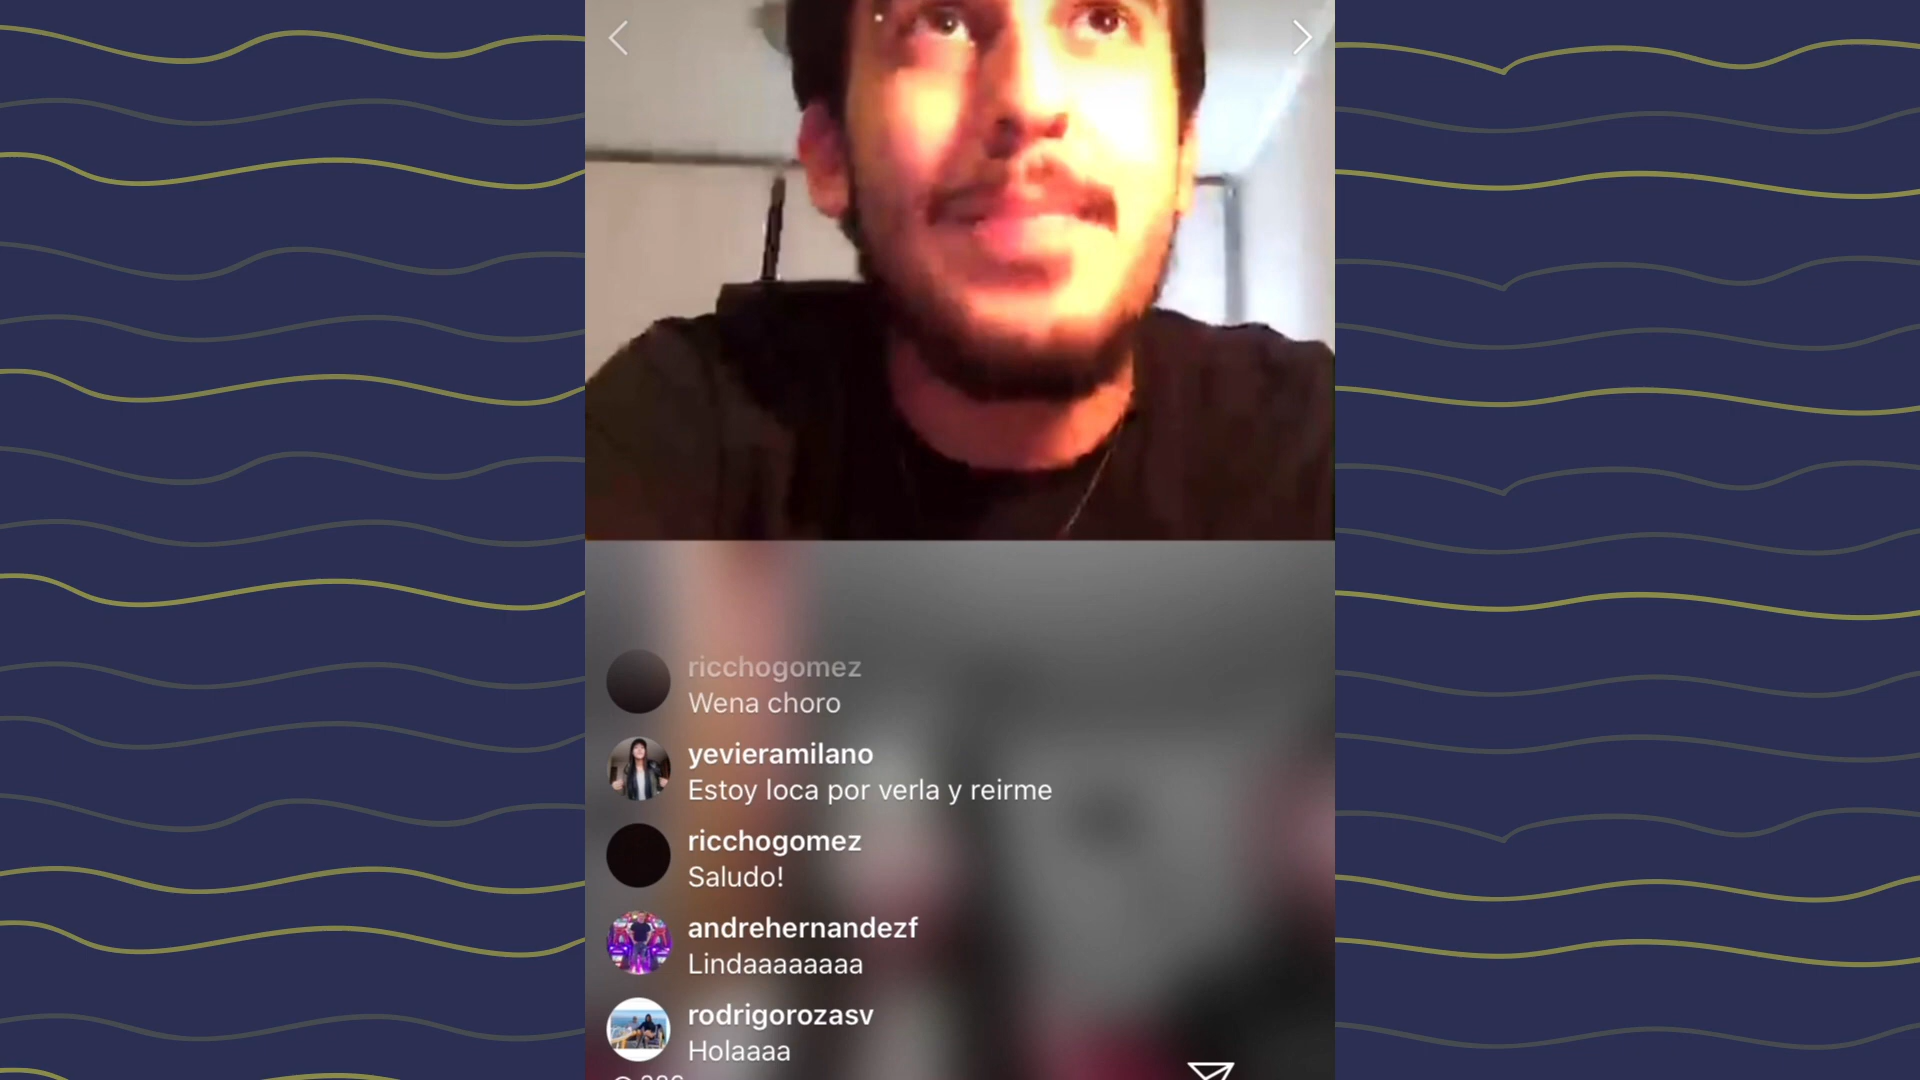 ricchogomez
Wena choro
yevieramilano
Estoy loca por verla y reirme
ricchogomez
Saludo!
andrehernandezf
Lindaaaaaaaa
rodrigorozasv
Holaaaa